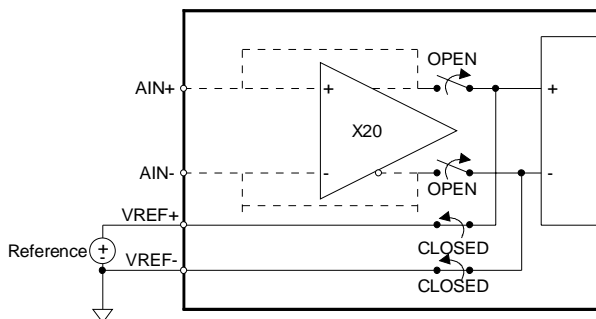 OPEN
AIN+
+
+
X20
AIN-
-
-
OPEN
VREF+
Reference
+
-
CLOSED
VREF-
CLOSED